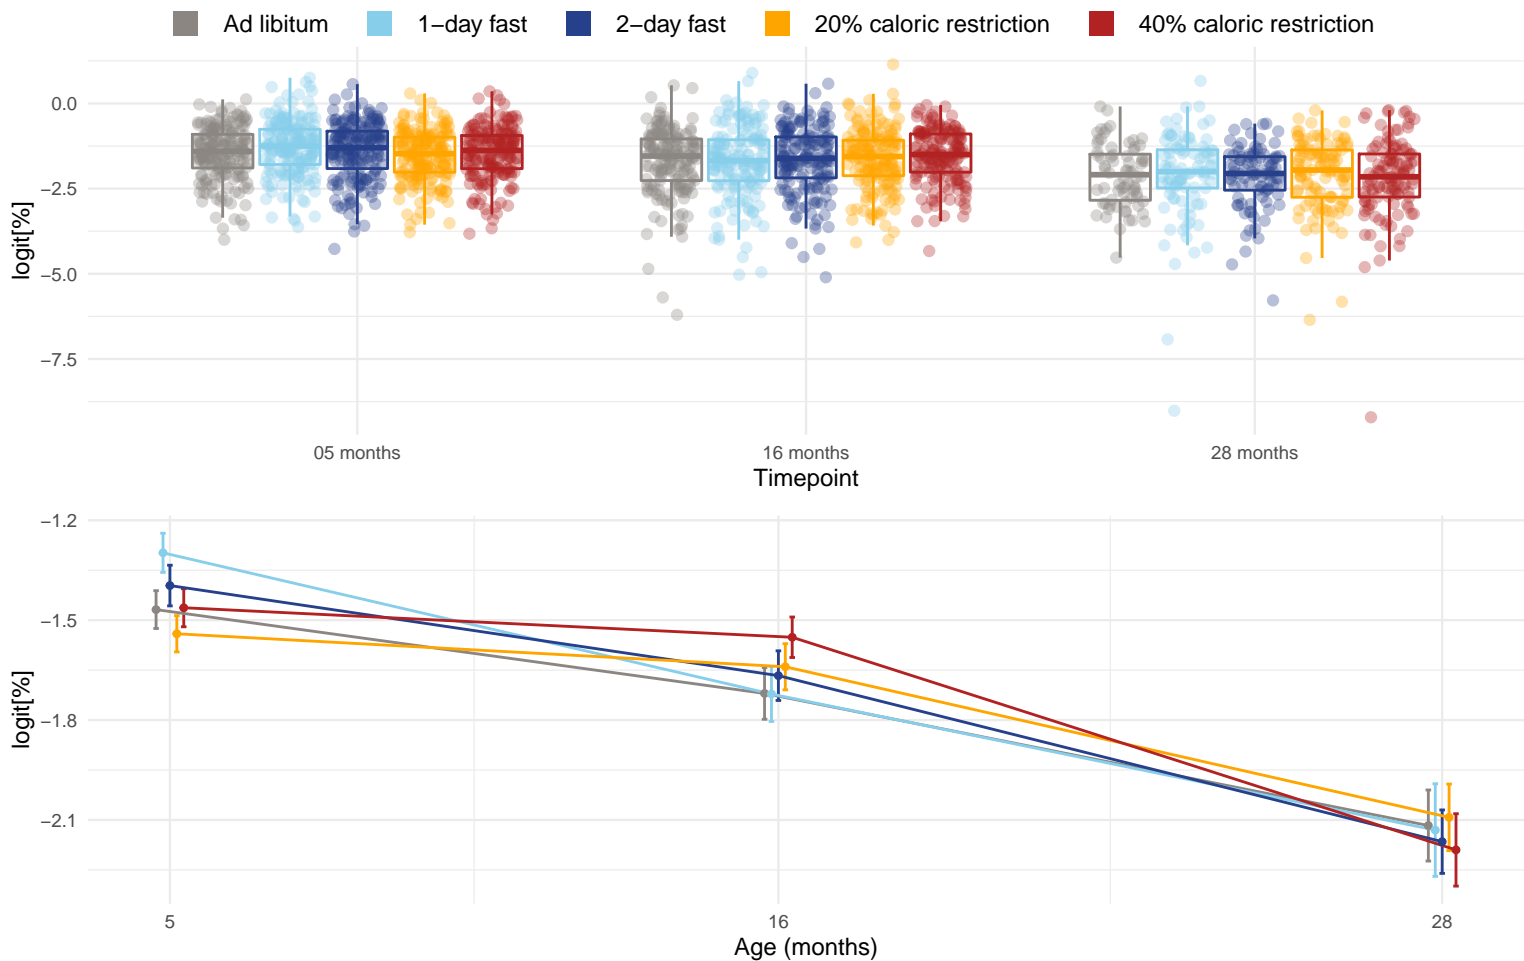 Ad libitum 1−day fast 2−day fast 20% caloric restriction 40% caloric restriction
logit[%]
0.0
−2.5
−5.0
−7.5
05 months 16 months 28 months
Timepoint
logit[%]
−1.2
−1.5
−1.8
−2.1
5 16 28
Age (months)